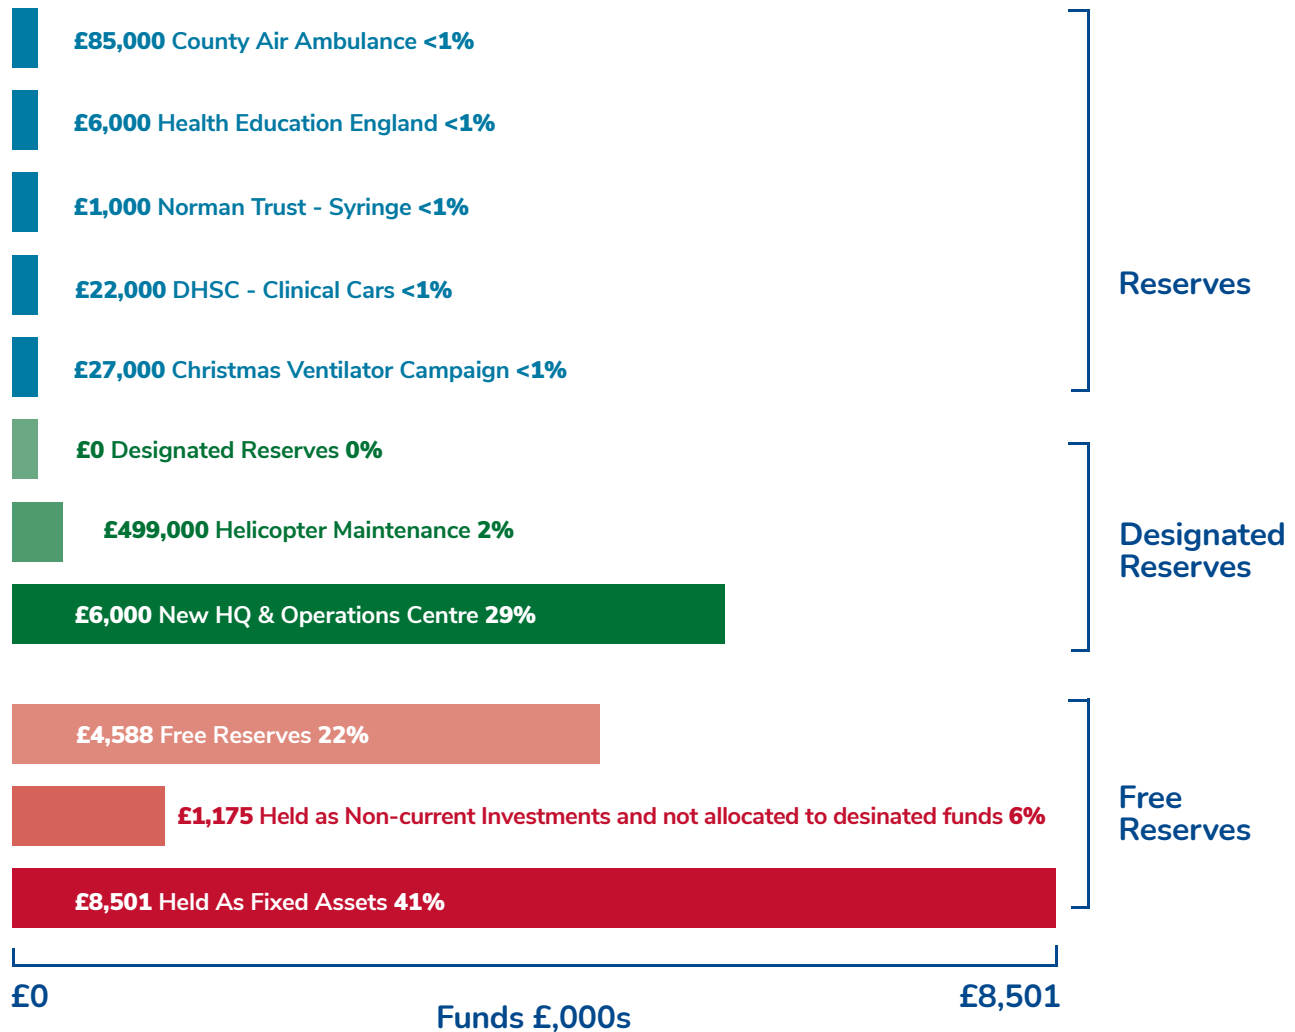 £85,000 County Air Ambulance <1%
£6,000 Health Education England <1%
£1,000 Norman Trust - Syringe <1%
£22,000 DHSC - Clinical Cars <1%
£27,000 Christmas Ventilator Campaign <1%
Reserves
£0 Designated Reserves 0%
£499,000 Helicopter Maintenance 2%
£6,000 New HQ & Operations Centre 29%
Designated
Reserves
£4,588 Free Reserves 22%
£1,175 Held as Non-current Investments and not allocated to desinated funds 6%
£8,501 Held As Fixed Assets 41%
Free
Reserves
£0
£8,501
Funds £,000s